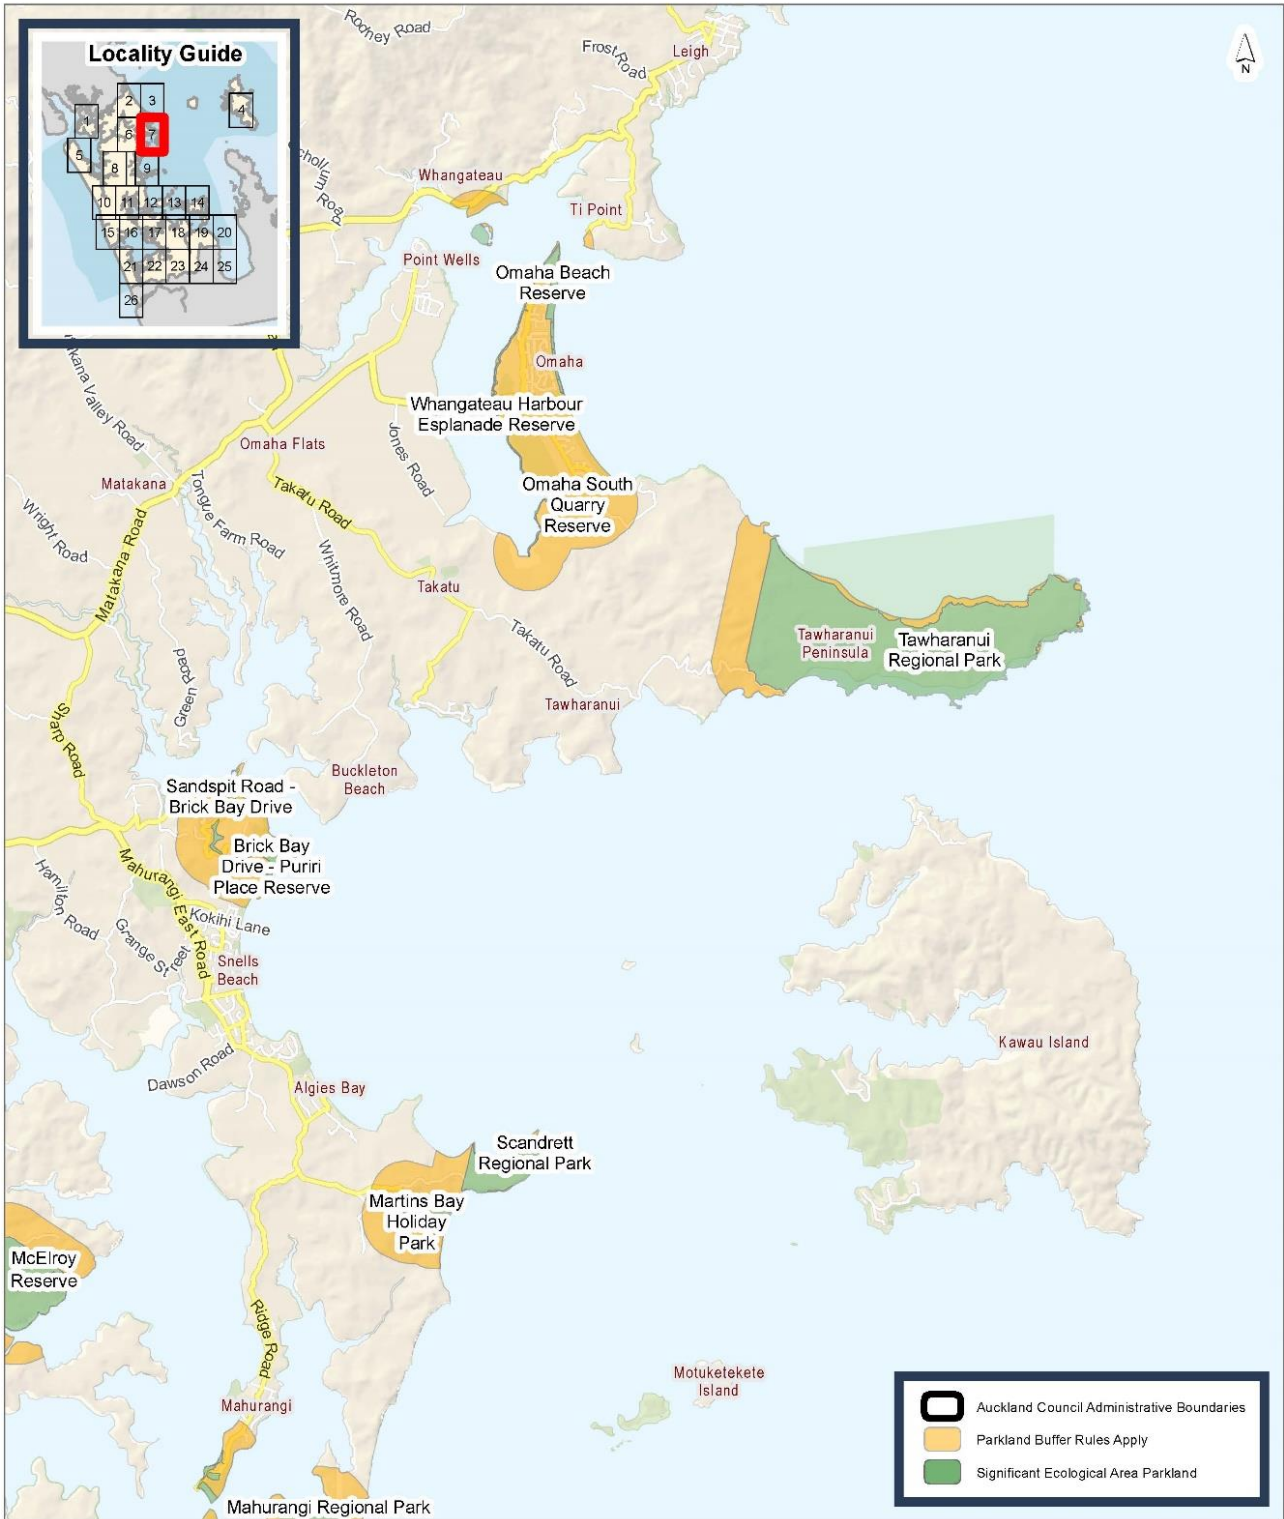 Locality Guide
2
3
4
1
6
7
5
8
9
10
11
12
13
14
15
16
17
18
19
20
21
22
23
24
25
26
N
Rodney Road
Frost Road
Leigh
Whangateau
Ti Point
Point Wells
Omaha Beach
Reserve
Omaha
Whangateau Harbour
Esplanade Reserve
Omaha Flats
Jones Road
Matakana
Takatu Road
Omaha South
Quarry
Reserve
Wright Road
Tongue Farm Road
Matakana Road
Whitmore Road
Takatu
Takatu Road
Tawharanui
Peninsula
Tawharanui
Regional Park
Green Road
Tawharanui
Sharp Road
Buckleton
Beach
Sandspit Road -
Brick Bay Drive
Brick Bay
Drive - Puriri
Place Reserve
Hamilton Road
Mahurangi East Road
Kokihi Lane
Grange Street
Snells
Beach
Kawau Island
Dawson Road
Algies Bay
Scandrett
Regional Park
Martins Bay
Holiday
Park
McElroy
Reserve
Ridge Road
Motuketekete
Island
Mahurangi
Mahurangi Regional Park
Auckland Council Administrative Boundaries
Parkland Buffer Rules Apply
Significant Ecological Area Parkland